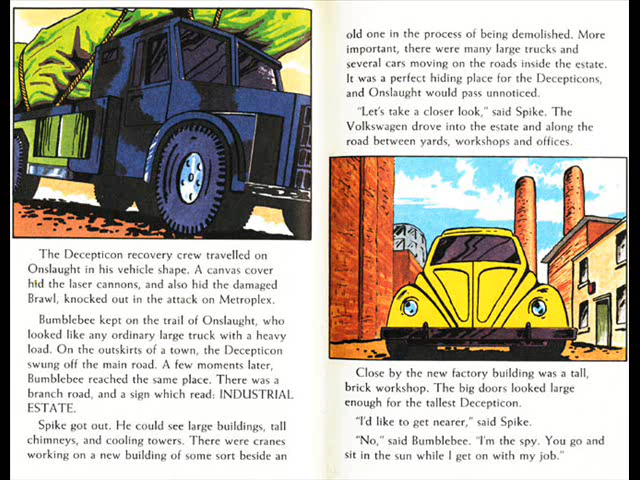 The Decepticon recovery crew travelled on
Onslaught in his vehicle shape. A canvas cover
hid the laser cannons, and also hid the damaged
Brawl, knocked out in the attack on Metroplex.
Bumblebee kept on the trail of Onslaught, who
looked like any ordinary large truck with a heavy
load. On the outskirts of a town, the Decepticon
swung off the main road. A few moments later,
Bumblebee reached the same place. There was a
branch road, and a sign which read: INDUSTRIAL
ESTATE.
Spike got out. He could see large buildings, tall
chimneys, and cooling towers. There were cranes
working on a new building of some sort beside an
old one in the process of being demolished. More
important, there were many large trucks and
several cars moving on the roads inside the estate.
It was a perfect hiding place for the Decepticons,
and Onslaught would pass unnoticed.
"Let's take a closer look," said Spike. The
Volkswagen drove into the estate and along the
road between yards, workshops and offices.
Close by the new factory building was a tall,
brick workshop. The big doors looked large
enough for the tallest Decepticon.
"I'd like to get nearer," said Spike.
"No," said Bumblebee. "I'm the spy. You go and
sit in the sun while I get on with my job."